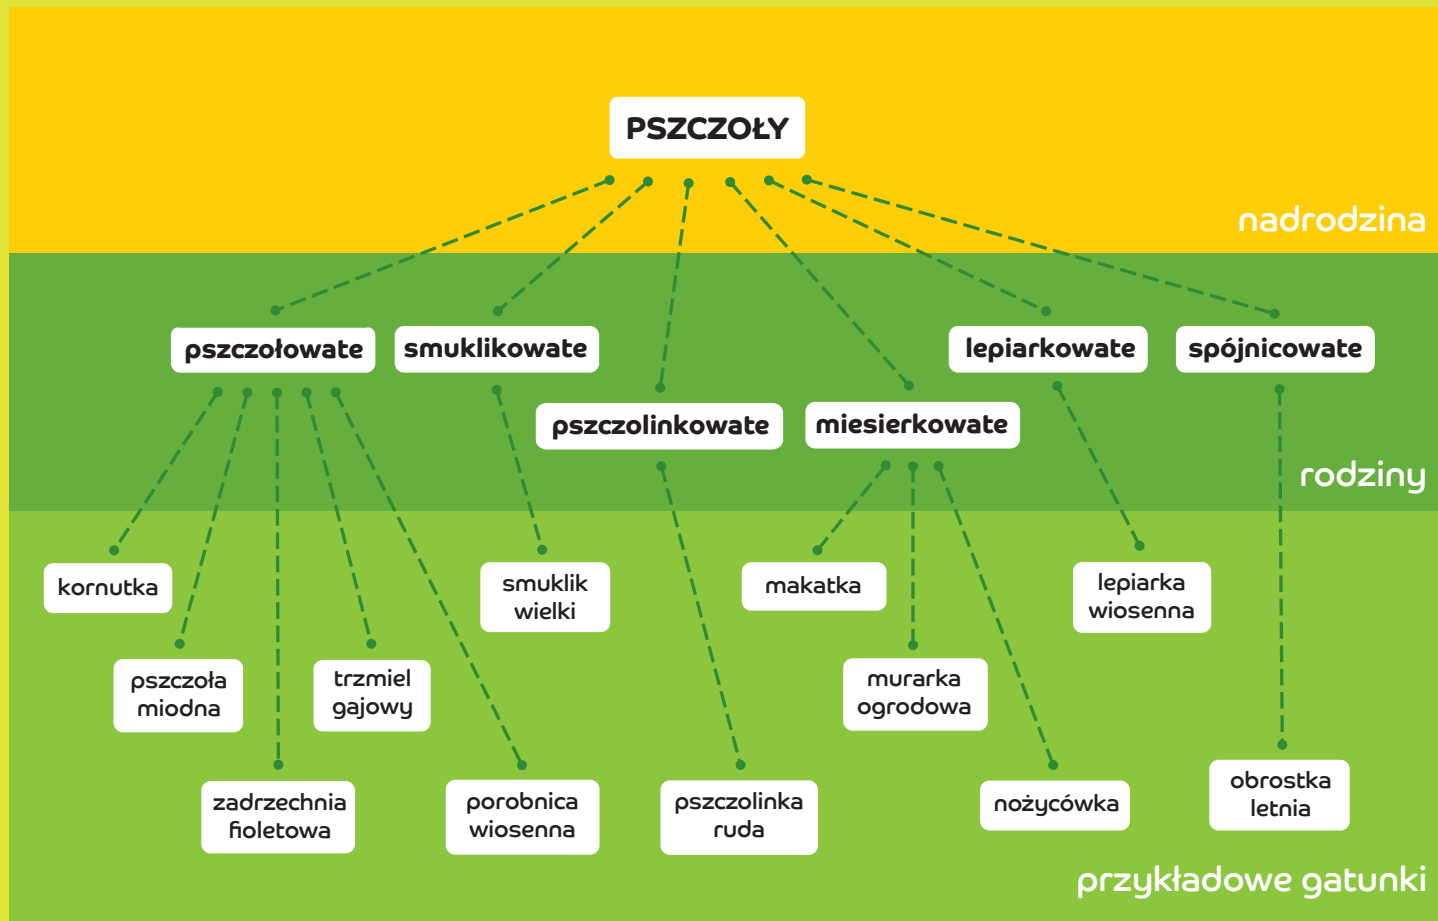 PSZCZOŁY
nadrodzina
pszczołowate
smuklikowate
lepiarkowate
spójnicowate
pszczolinkowate
miesierkowate
rodziny
kornutka
smuklik
wielki
makatka
lepiarka
wiosenna
pszczoła
miodna
trzmiel
gajowy
murarka
ogrodowa
zadrzechnia
fioletowa
porobnica
wiosenna
pszczolinka
ruda
nożycówka
obrostka
letnia
przykładowe gatunki